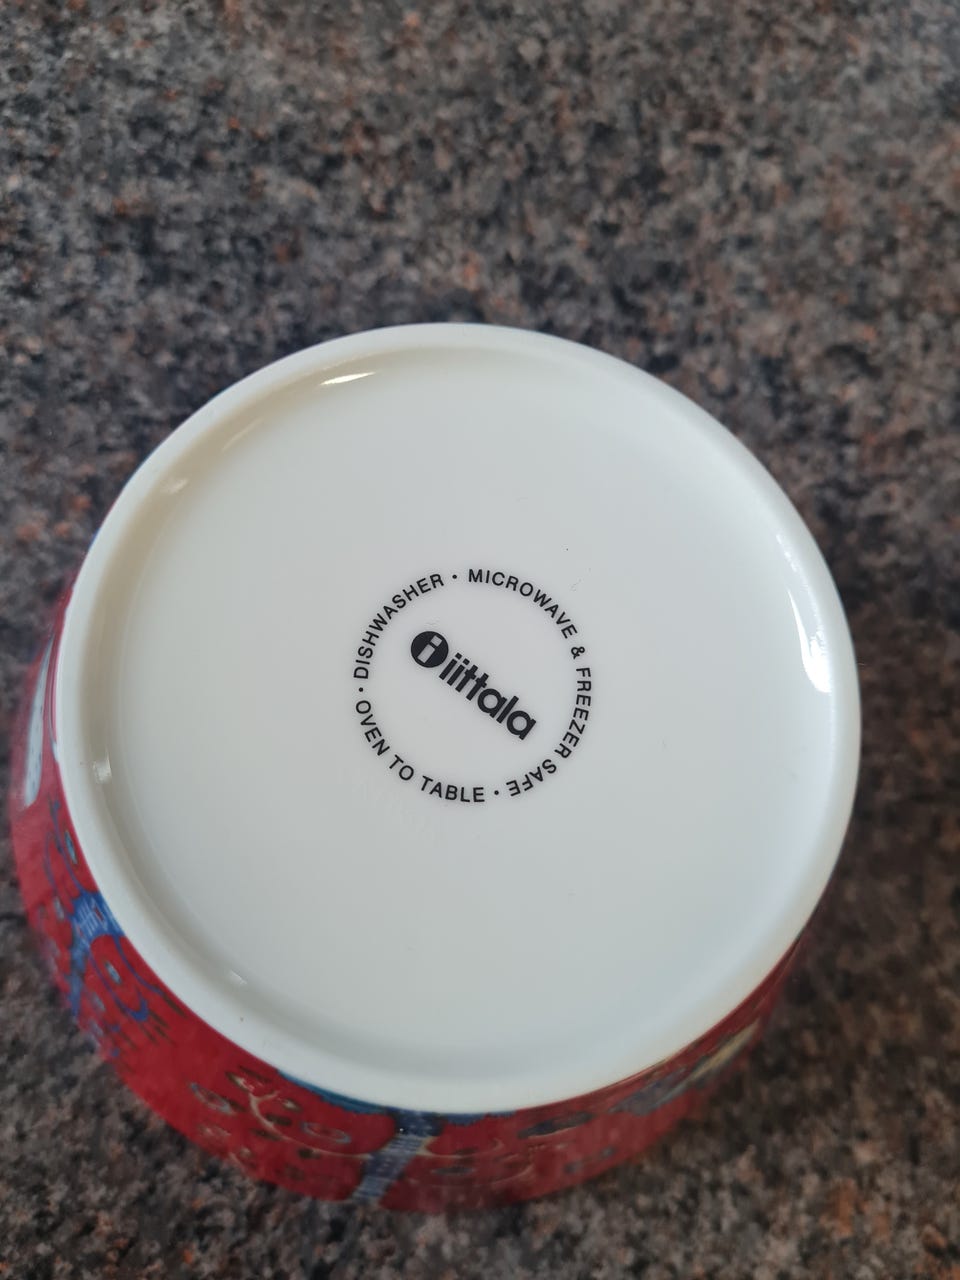 DISHWASHER · MICROWAVE & FREEZER SAFE · OVEN TO TABLE ·
i iittala